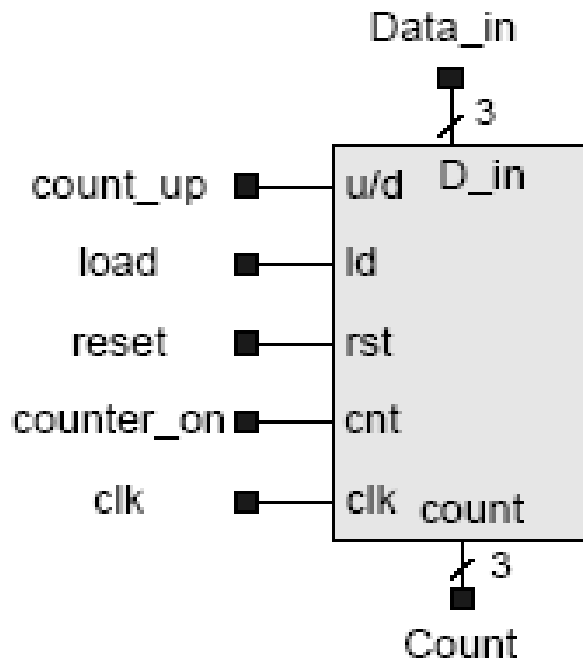 Data_in
3
D_in
count_up u/d
load ld
reset rst
counter_on cnt
clk clk
count
3
Count